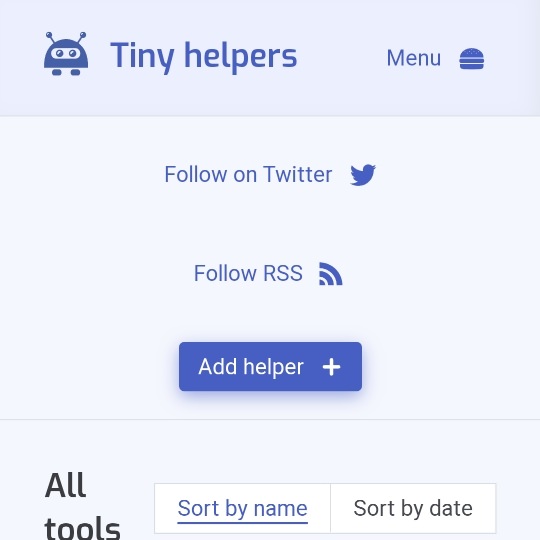 Tiny helpers
Menu
Follow on Twitter
Follow RSS
Add helper
All
tools
Sort by name
Sort by date